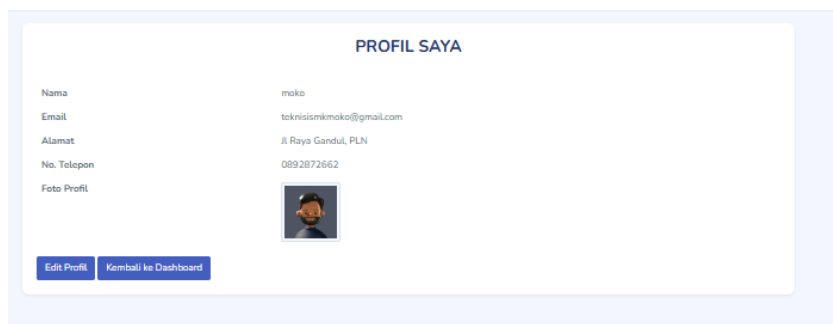 PROFIL SAYA
Nama moko
Email teknisismkmoko@gmail.com
Alamat Jl Raya Gandul, PLN
No. Telepon 0892872662
Foto Profil
Edit Profil Kembali ke Dashboard